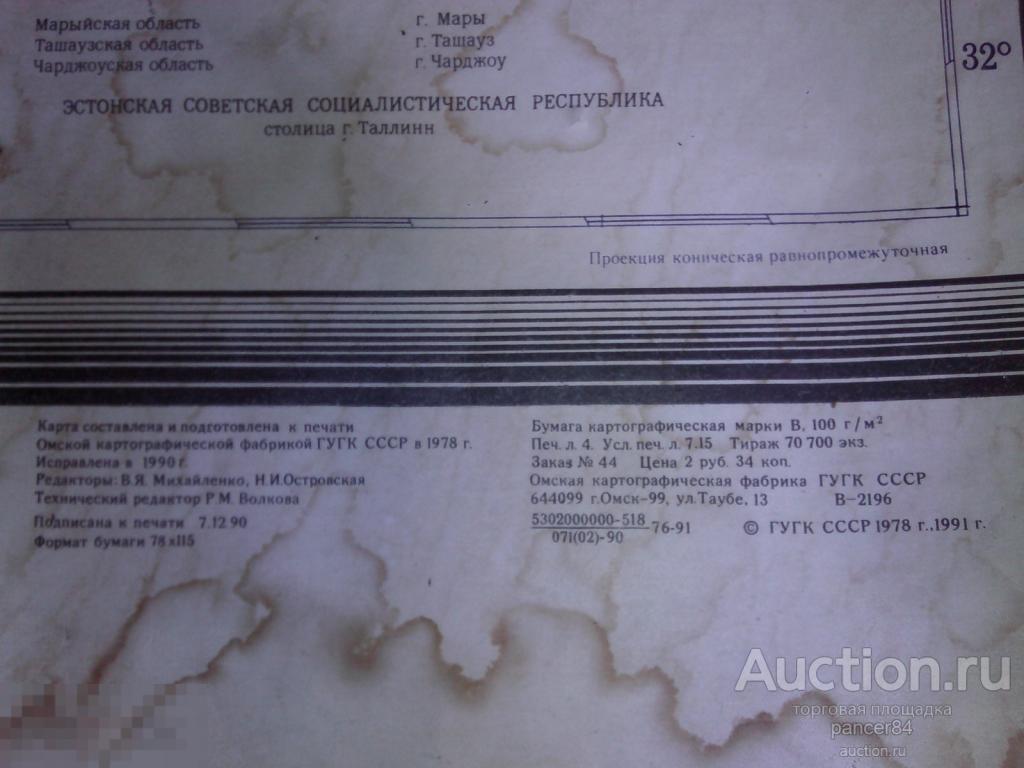 Марыйская область г. Мары
Ташаузская область г. Ташауз
Чарджоуская область г. Чарджоу
32°
ЭСТОНСКАЯ СОВЕТСКАЯ СОЦИАЛИСТИЧЕСКАЯ РЕСПУБЛИКА
столица г. Таллинн
Проекция коническая равнопромежуточная
Карта составлена и подготовлена к печати
Омской картографической фабрикой ГУГК СССР в 1978 г.
Исправлена в 1990 г.
Редакторы: В.Я. Михайленко, Н.И.Островская
Технический редактор Р.М. Волкова
Подписана к печати 7.12.90
Формат бумаги 78 х115
Бумага картографическая марки В, 100 г/м²
Печ. л. 4. Усл. печ. л. 7.15 Тираж 70 700 экз.
Заказ № 44 Цена 2 руб. 34 коп.
Омская картографическая фабрика ГУГК СССР
644099 г.Омск-99, ул.Таубе, 13 В-2196
5302000000-518
071(02)-90
76-91 © ГУГК СССР 1978 г.,1991 г.
Auction.ru
торговая площадка
pancer84
auction.ru